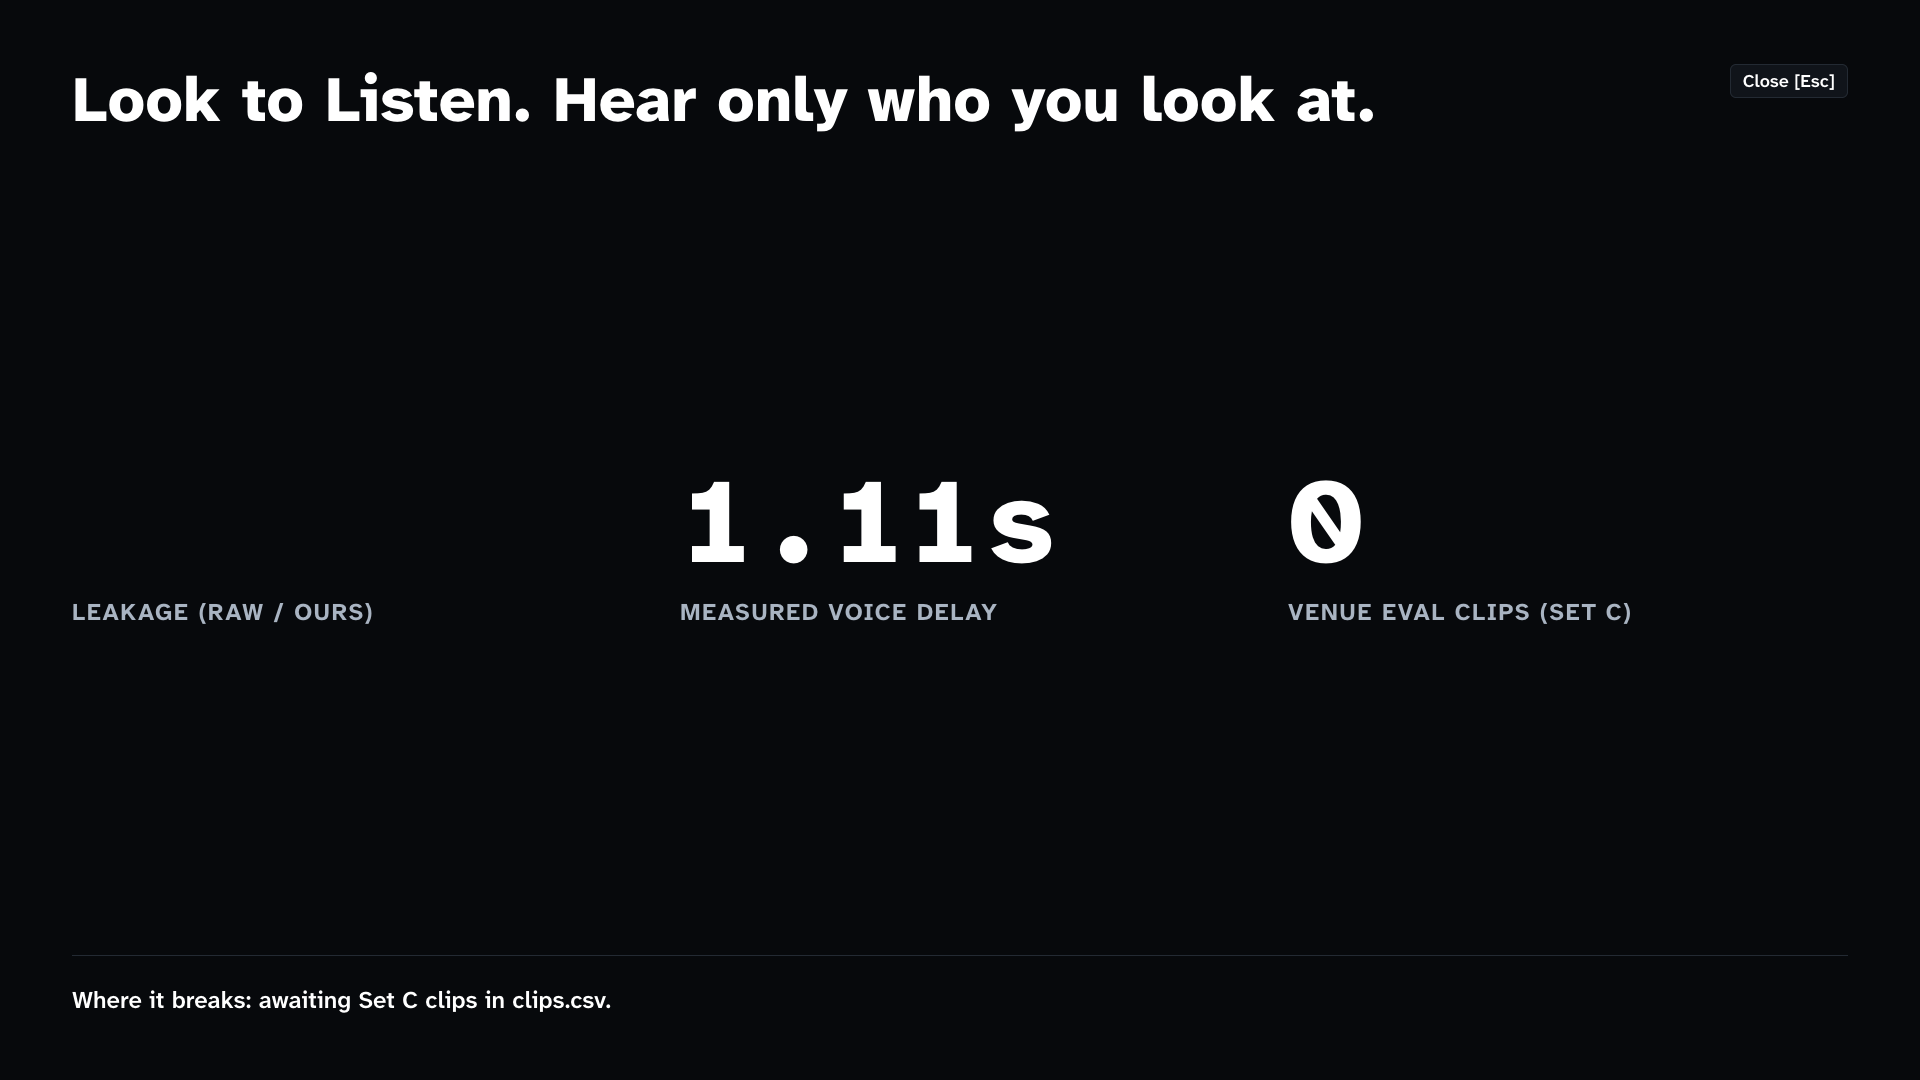 Look to Listen. Hear only who you look at.
Close [Esc]
1.11s
0
LEAKAGE (RAW / OURS)
MEASURED VOICE DELAY
VENUE EVAL CLIPS (SET C)
Where it breaks: awaiting Set C clips in clips.csv.